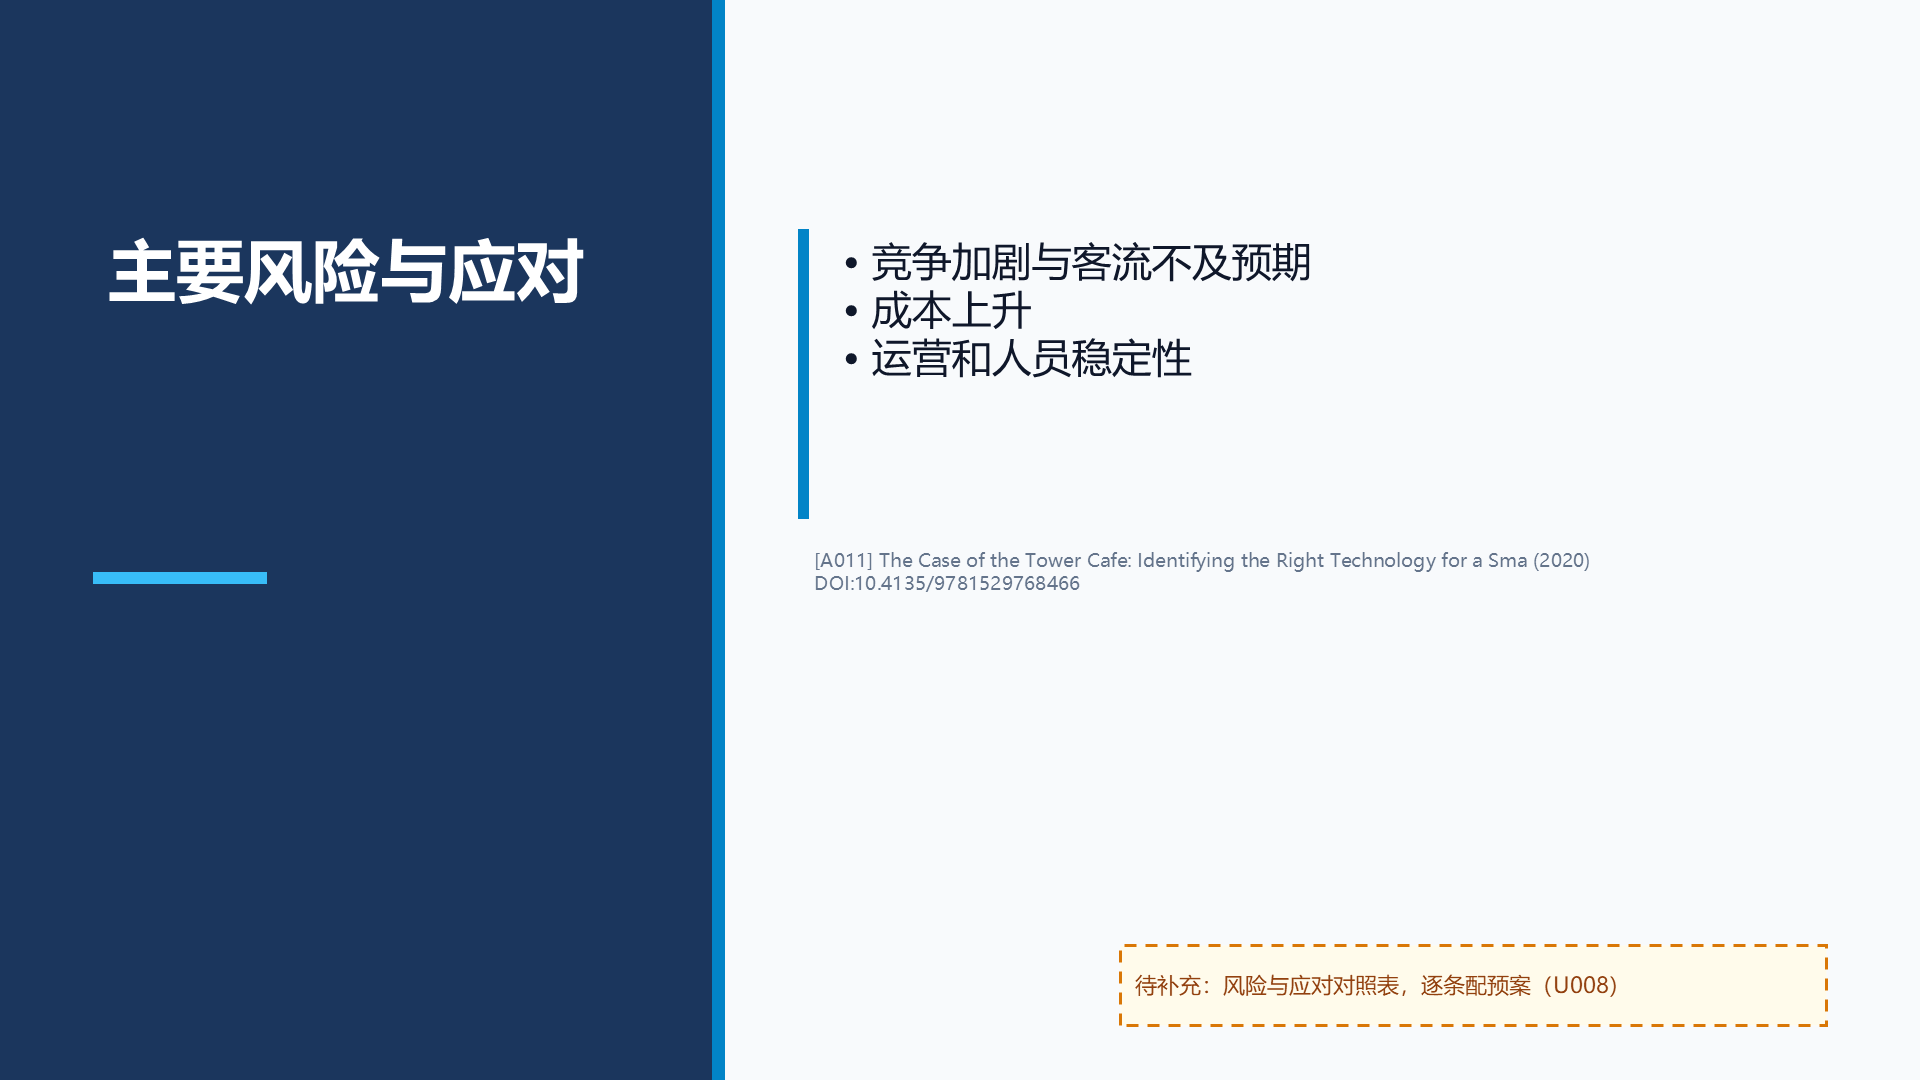 主要风险与应对
• 竞争加剧与客流不及预期
• 成本上升
• 运营和人员稳定性
[A011] The Case of the Tower Cafe: Identifying the Right Technology for a Sma (2020)
DOI:10.4135/9781529768466
待补充：风险与应对对照表，逐条配预案（U008）